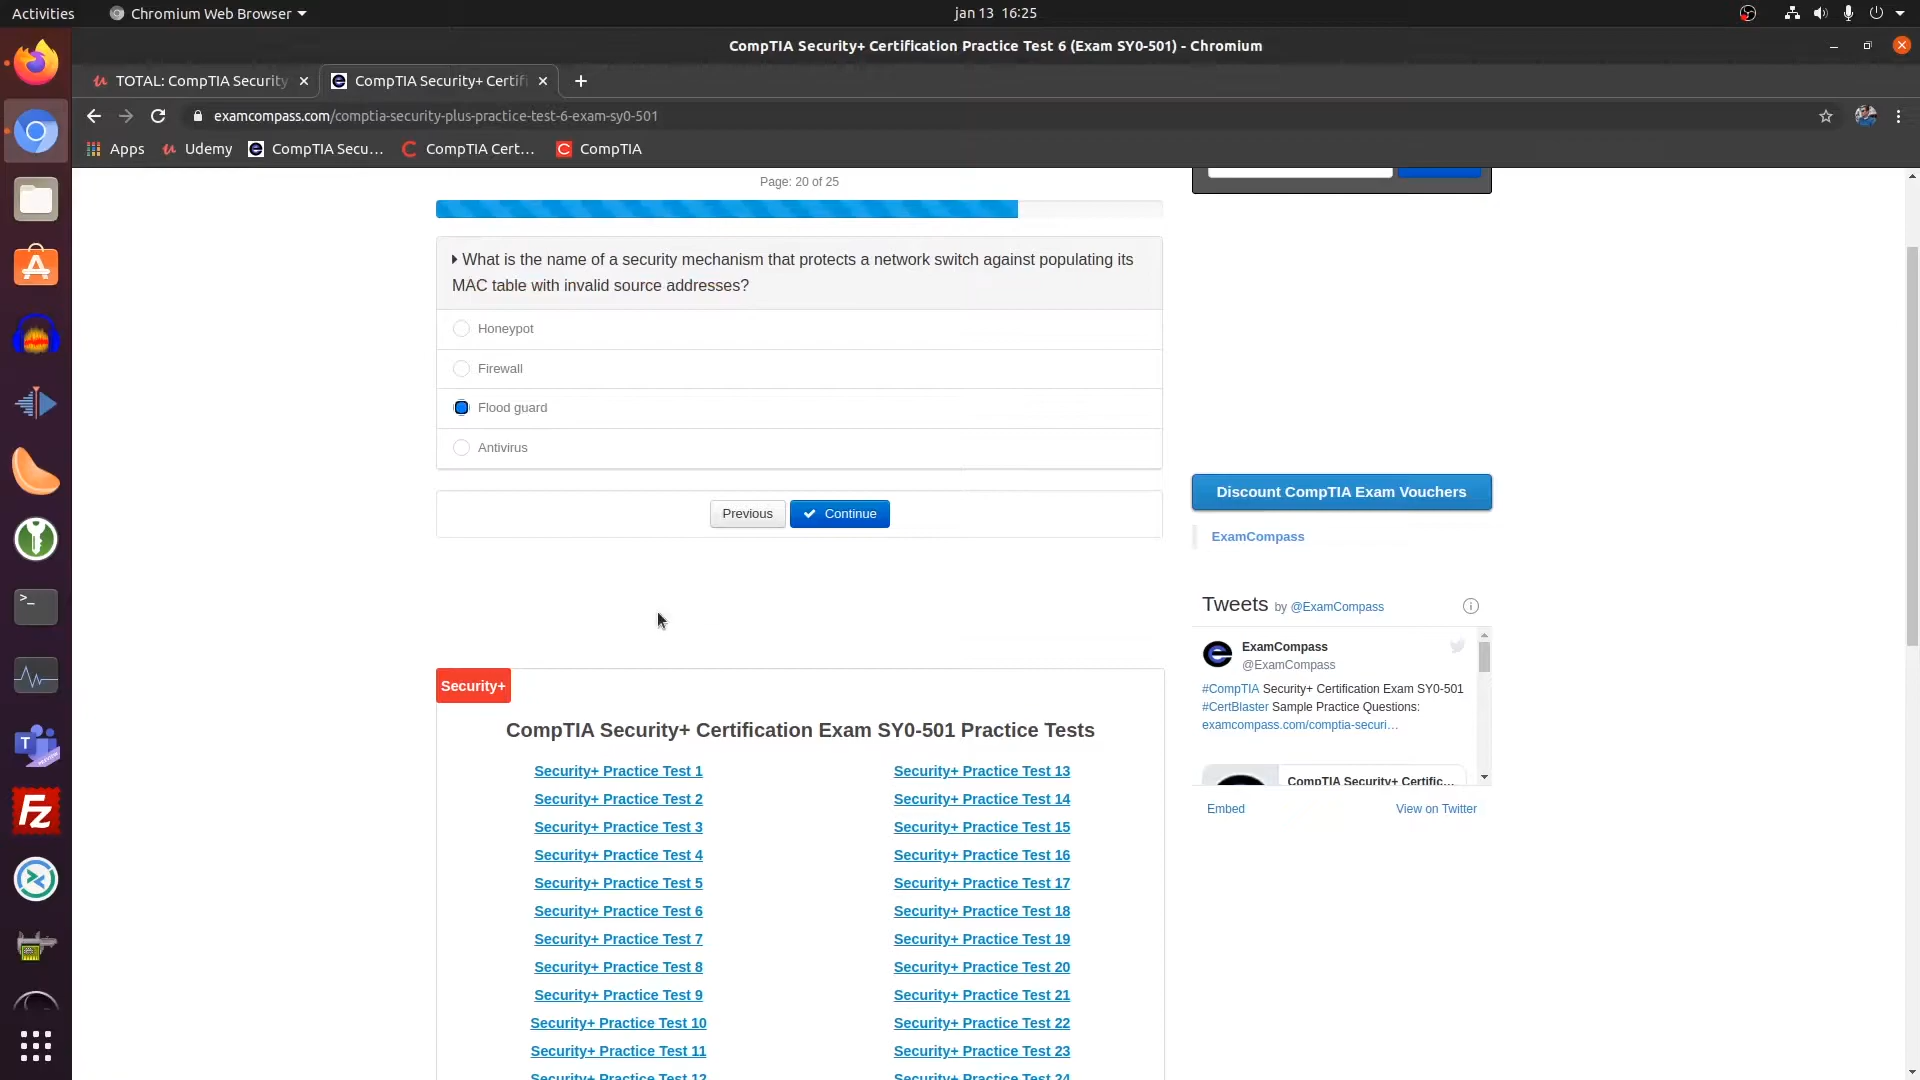 Activities
Chromium Web Browser
jan 13 16:25
CompTIA Security+ Certification Practice Test 6 (Exam SY0-501) - Chromium
TOTAL: CompTIA Security
CompTIA Security+ Certifi
examcompass.com/comptia-security-plus-practice-test-6-exam-sy0-501
Apps
Udemy
CompTIA Secu...
CompTIA Cert...
CompTIA
Page: 20 of 25
What is the name of a security mechanism that protects a network switch against populating its
MAC table with invalid source addresses?
Honeypot
Firewall
Flood guard
Antivirus
Previous
Continue
Discount CompTIA Exam Vouchers
ExamCompass
Tweets by @ExamCompass
ExamCompass
@ExamCompass
#CompTIA Security+ Certification Exam SY0-501
#CertBlaster Sample Practice Questions:
examcompass.com/comptia-securi…
CompTIA Security+ Certific...
Embed
View on Twitter
Security+
CompTIA Security+ Certification Exam SY0-501 Practice Tests
Security+ Practice Test 1
Security+ Practice Test 13
Security+ Practice Test 2
Security+ Practice Test 14
Security+ Practice Test 3
Security+ Practice Test 15
Security+ Practice Test 4
Security+ Practice Test 16
Security+ Practice Test 5
Security+ Practice Test 17
Security+ Practice Test 6
Security+ Practice Test 18
Security+ Practice Test 7
Security+ Practice Test 19
Security+ Practice Test 8
Security+ Practice Test 20
Security+ Practice Test 9
Security+ Practice Test 21
Security+ Practice Test 10
Security+ Practice Test 22
Security+ Practice Test 11
Security+ Practice Test 23
Security+ Practice Test 12
Security+ Practice Test 24